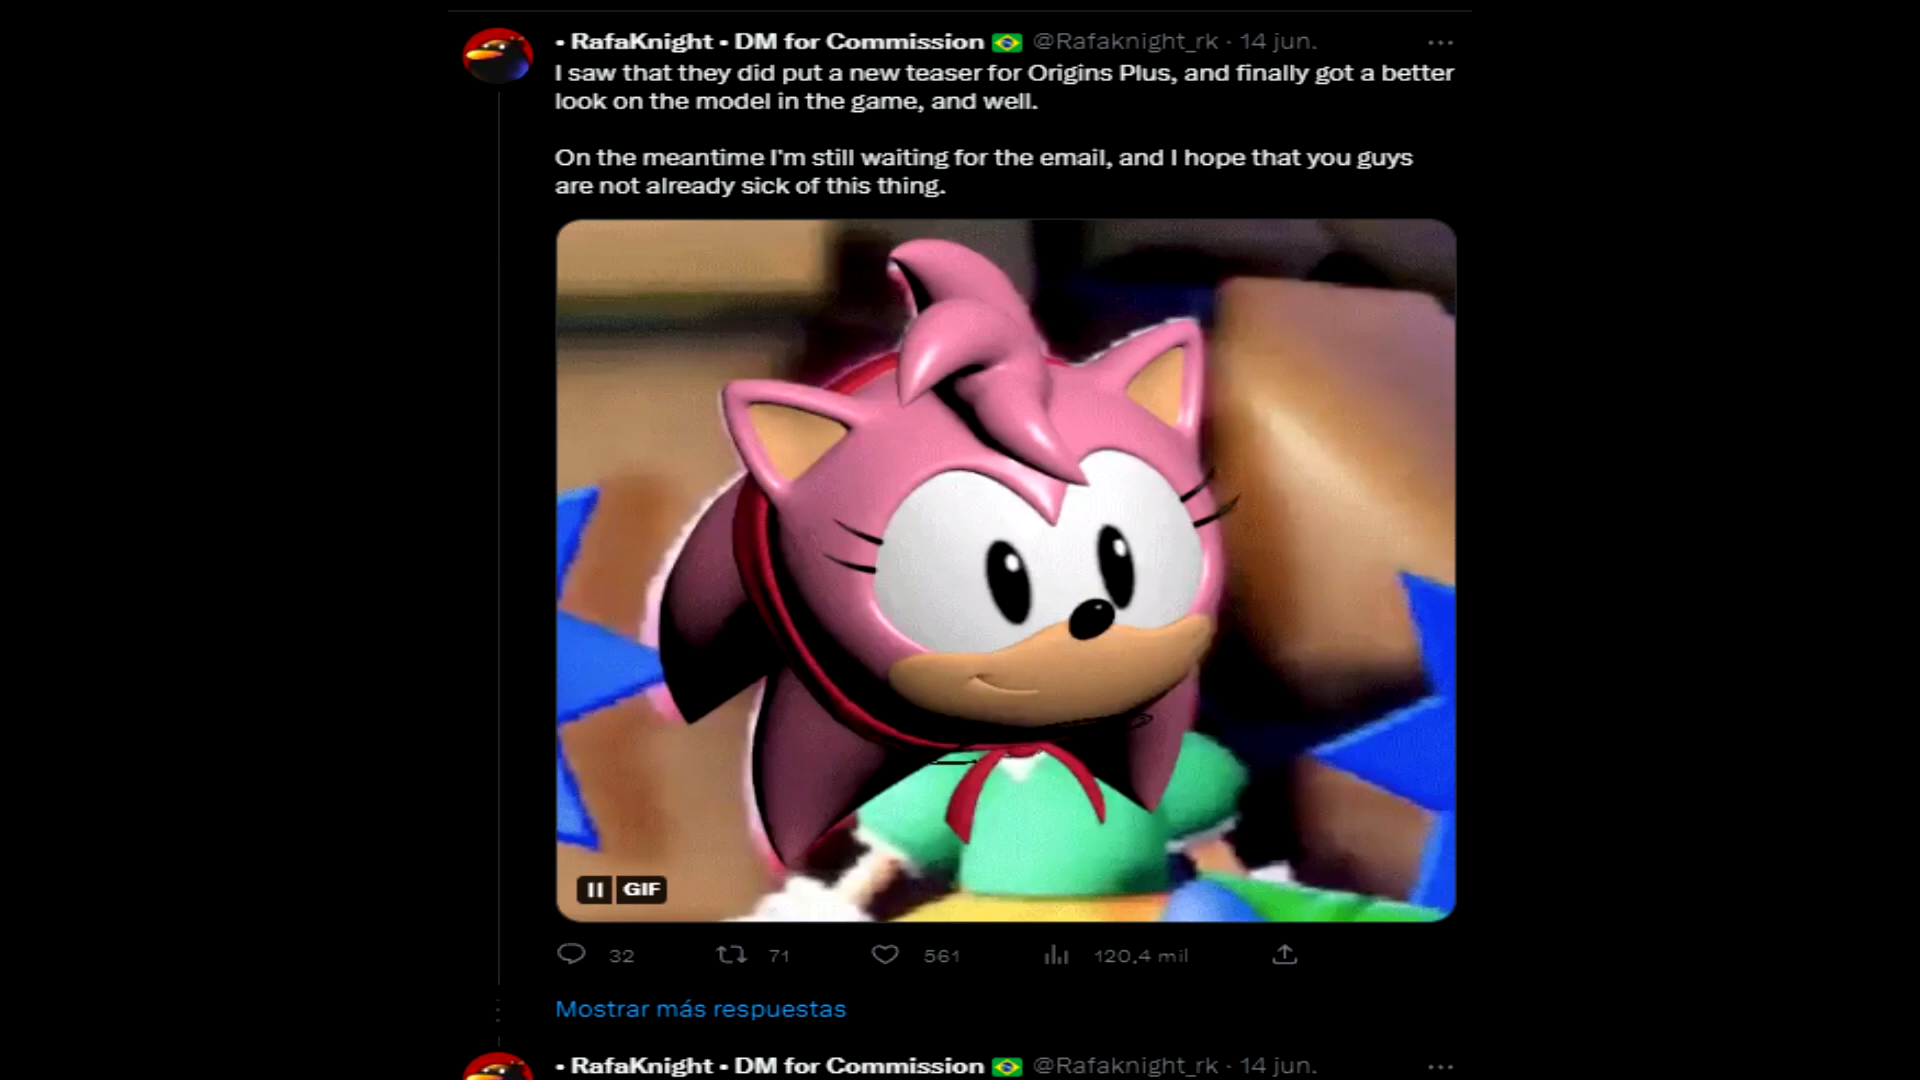 • RafaKnight • DM for Commission 🇧🇷 @Rafaknight_rk · 14 jun.
I saw that they did put a new teaser for Origins Plus, and finally got a better
look on the model in the game, and well.
On the meantime I'm still waiting for the email, and I hope that you guys
are not already sick of this thing.
GIF
32 71 561 120,4 mil
Mostrar más respuestas
• RafaKnight • DM for Commission 🇧🇷 @Rafaknight_rk · 14 jun.